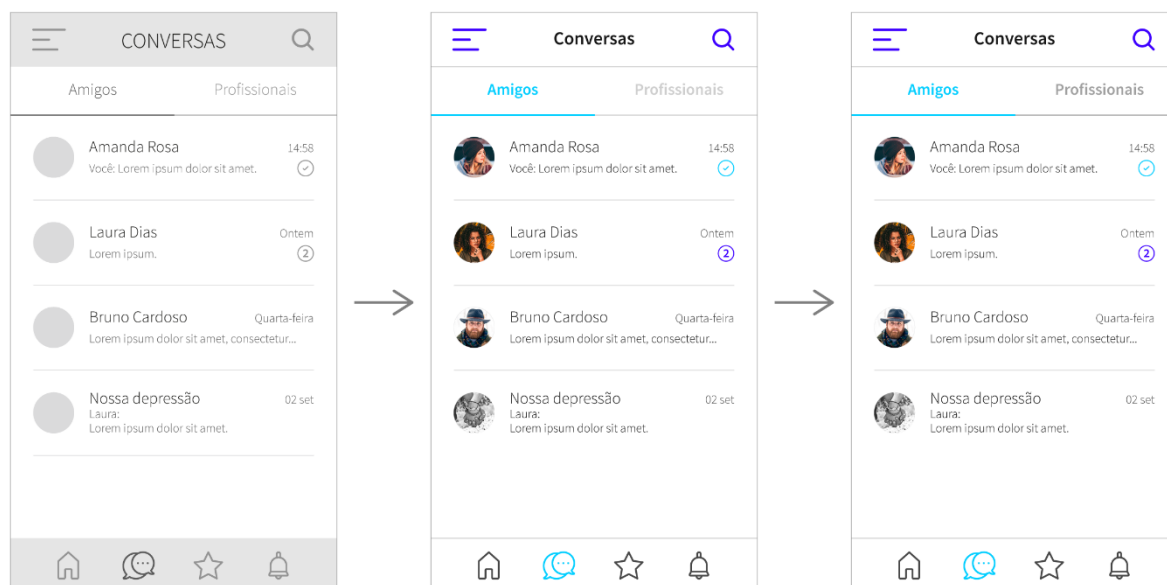 CONVERSAS
Amigos Profissionais
Amanda Rosa 14:58
Você: Lorem ipsum dolor sit amet.
Laura Dias Ontem
Lorem ipsum. 2
Bruno Cardoso Quarta-feira
Lorem ipsum dolor sit amet, consectetur...
Nossa depressão 02 set
Laura:
Lorem ipsum dolor sit amet.
Conversas
Amigos Profissionais
Amanda Rosa 14:58
Você: Lorem ipsum dolor sit amet.
Laura Dias Ontem
Lorem ipsum. 2
Bruno Cardoso Quarta-feira
Lorem ipsum dolor sit amet, consectetur...
Nossa depressão 02 set
Laura:
Lorem ipsum dolor sit amet.
Conversas
Amigos Profissionais
Amanda Rosa 14:58
Você: Lorem ipsum dolor sit amet.
Laura Dias Ontem
Lorem ipsum. 2
Bruno Cardoso Quarta-feira
Lorem ipsum dolor sit amet, consectetur...
Nossa depressão 02 set
Laura:
Lorem ipsum dolor sit amet.